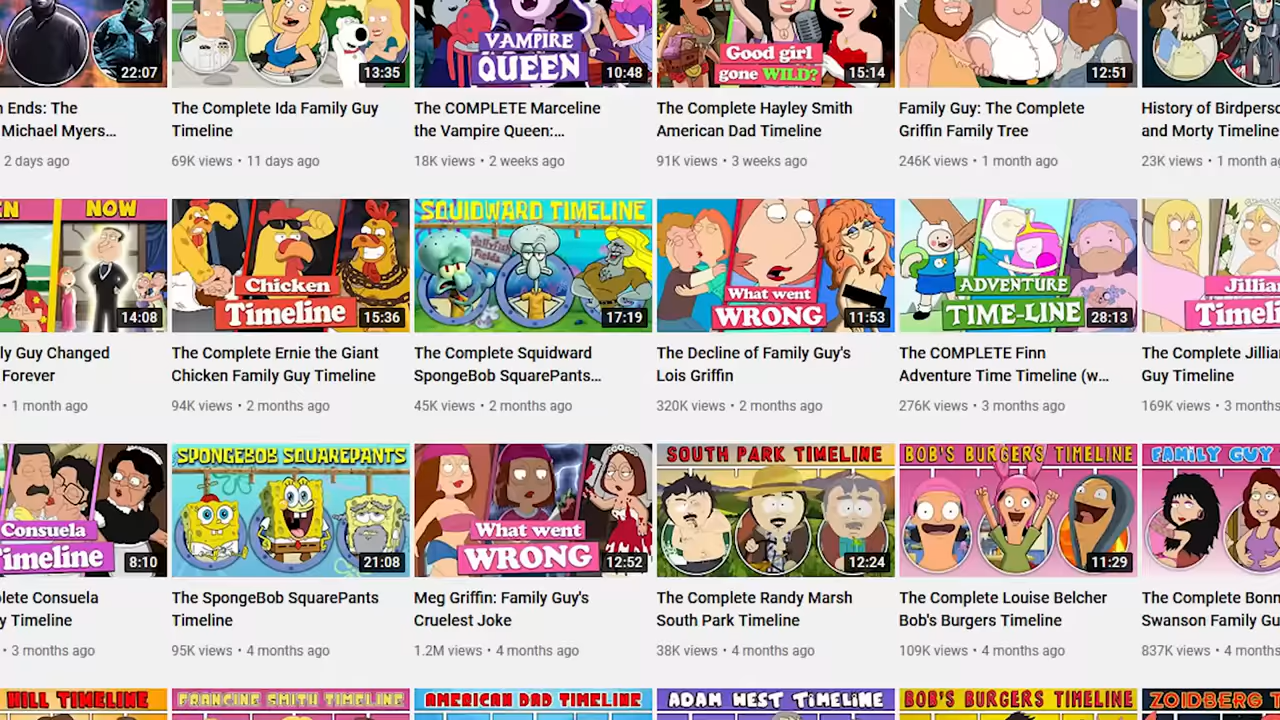 VAMPIRE
QUEEN
Good girl
gone WILD?
22:07
13:35
10:48
15:14
12:51
Ends: The
Michael Myers…
2 days ago
The Complete Ida Family Guy
Timeline
69K views • 11 days ago
The COMPLETE Marceline
the Vampire Queen:…
18K views • 2 weeks ago
The Complete Hayley Smith
American Dad Timeline
91K views • 3 weeks ago
Family Guy: The Complete
Griffin Family Tree
246K views • 1 month ago
History of Birdperso
and Morty Timeline
23K views • 1 month ag
NOW
14:08
Chicken
Timeline
15:36
SQUIDWARD TIMELINE
Jellyfish
Fields
17:19
What went
WRONG
11:53
ADVENTURE
TIME-LINE
28:13
Jillian
Timeli
ly Guy Changed
Forever
• 1 month ago
The Complete Ernie the Giant
Chicken Family Guy Timeline
94K views • 2 months ago
The Complete Squidward
SpongeBob SquarePants…
45K views • 2 months ago
The Decline of Family Guy's
Lois Griffin
320K views • 2 months ago
The COMPLETE Finn
Adventure Time Timeline (w…
276K views • 3 months ago
The Complete Jillia
Guy Timeline
169K views • 3 months
Consuela
Timeline
8:10
SPONGEBOB SQUAREPANTS
21:08
What went
WRONG
12:52
SOUTH PARK TIMELINE
12:24
BOB'S BURGERS TIMELINE
11:29
FAMILY GUY
lete Consuela
y Timeline
• 3 months ago
The SpongeBob SquarePants
Timeline
95K views • 4 months ago
Meg Griffin: Family Guy's
Cruelest Joke
1.2M views • 4 months ago
The Complete Randy Marsh
South Park Timeline
38K views • 4 months ago
The Complete Louise Belcher
Bob's Burgers Timeline
109K views • 4 months ago
The Complete Bonn
Swanson Family Gu
837K views • 4 months
HILL TIMELINE
FRANCINE SMITH TIMELINE
AMERICAN DAD TIMELINE
ADAM WEST TIMELINE
BOB'S BURGERS TIMELINE
ZOIDBERG T